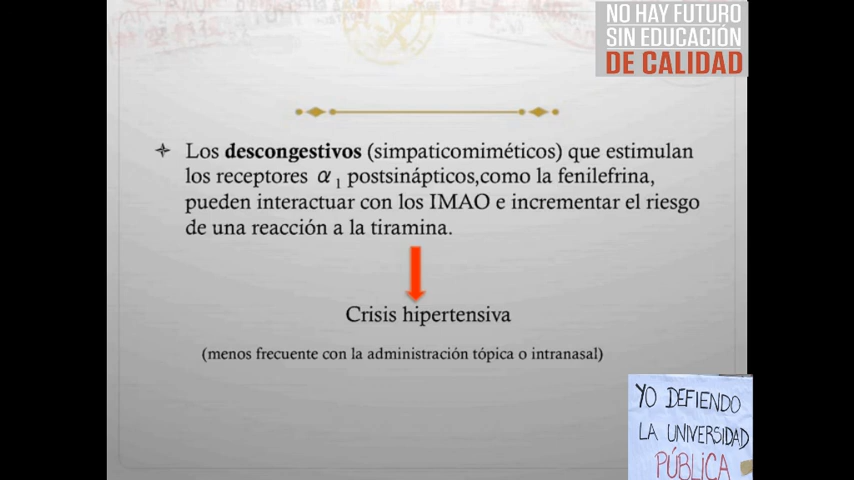 NO HAY FUTURO
SIN EDUCACIÓN
DE CALIDAD
Los descongestivos (simpaticomiméticos) que estimulan
los receptores α1 postsinápticos,como la fenilefrina,
pueden interactuar con los IMAO e incrementar el riesgo
de una reacción a la tiramina.
Crisis hipertensiva
(menos frecuente con la administración tópica o intranasal)
YO DEFIENDO
LA UNIVERSIDAD
PÚBLICA